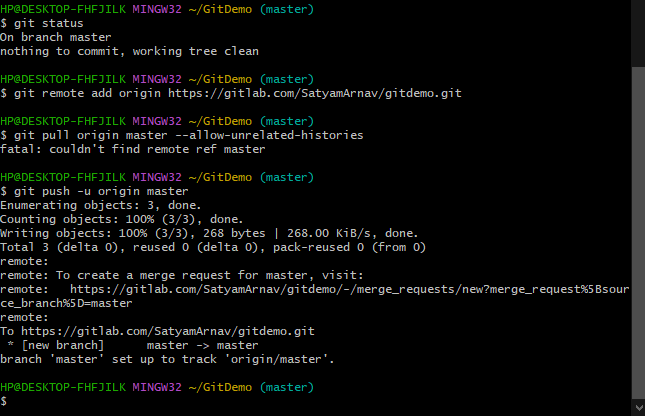 HP@DESKTOP-FHFJILK MINGW32 ~/GitDemo (master)
$ git status
On branch master
nothing to commit, working tree clean
HP@DESKTOP-FHFJILK MINGW32 ~/GitDemo (master)
$ git remote add origin https://gitlab.com/SatyamArnav/gitdemo.git
HP@DESKTOP-FHFJILK MINGW32 ~/GitDemo (master)
$ git pull origin master --allow-unrelated-histories
fatal: couldn't find remote ref master
HP@DESKTOP-FHFJILK MINGW32 ~/GitDemo (master)
$ git push -u origin master
Enumerating objects: 3, done.
Counting objects: 100% (3/3), done.
Writing objects: 100% (3/3), 268 bytes | 268.00 KiB/s, done.
Total 3 (delta 0), reused 0 (delta 0), pack-reused 0 (from 0)
remote:
remote: To create a merge request for master, visit:
remote:   https://gitlab.com/SatyamArnav/gitdemo/-/merge_requests/new?merge_request%5Bsour
ce_branch%5D=master
remote:
To https://gitlab.com/SatyamArnav/gitdemo.git
 * [new branch]      master -> master
branch 'master' set up to track 'origin/master'.
HP@DESKTOP-FHFJILK MINGW32 ~/GitDemo (master)
$